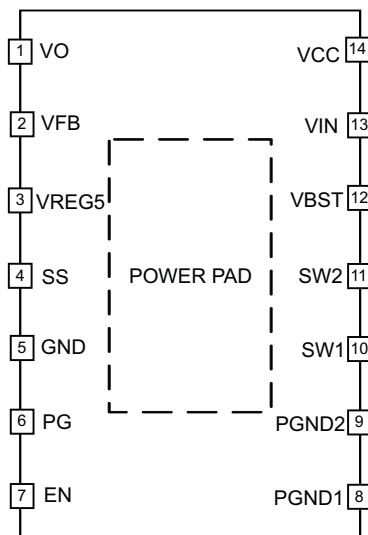 1 VO
VCC 14
2 VFB
VIN 13
3 VREG5
VBST 12
4 SS
POWER PAD
SW2 11
5 GND
SW1 10
6 PG
PGND2 9
7 EN
PGND1 8